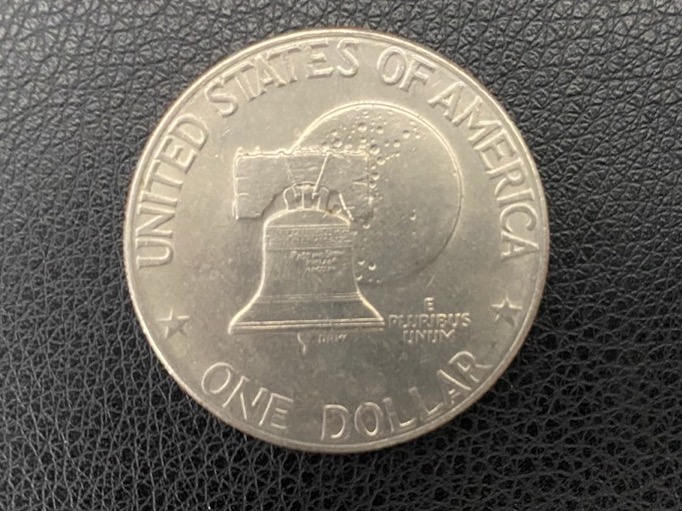 UNITED STATES OF AMERICA
E
PLURIBUS
UNUM
ONE DOLLAR